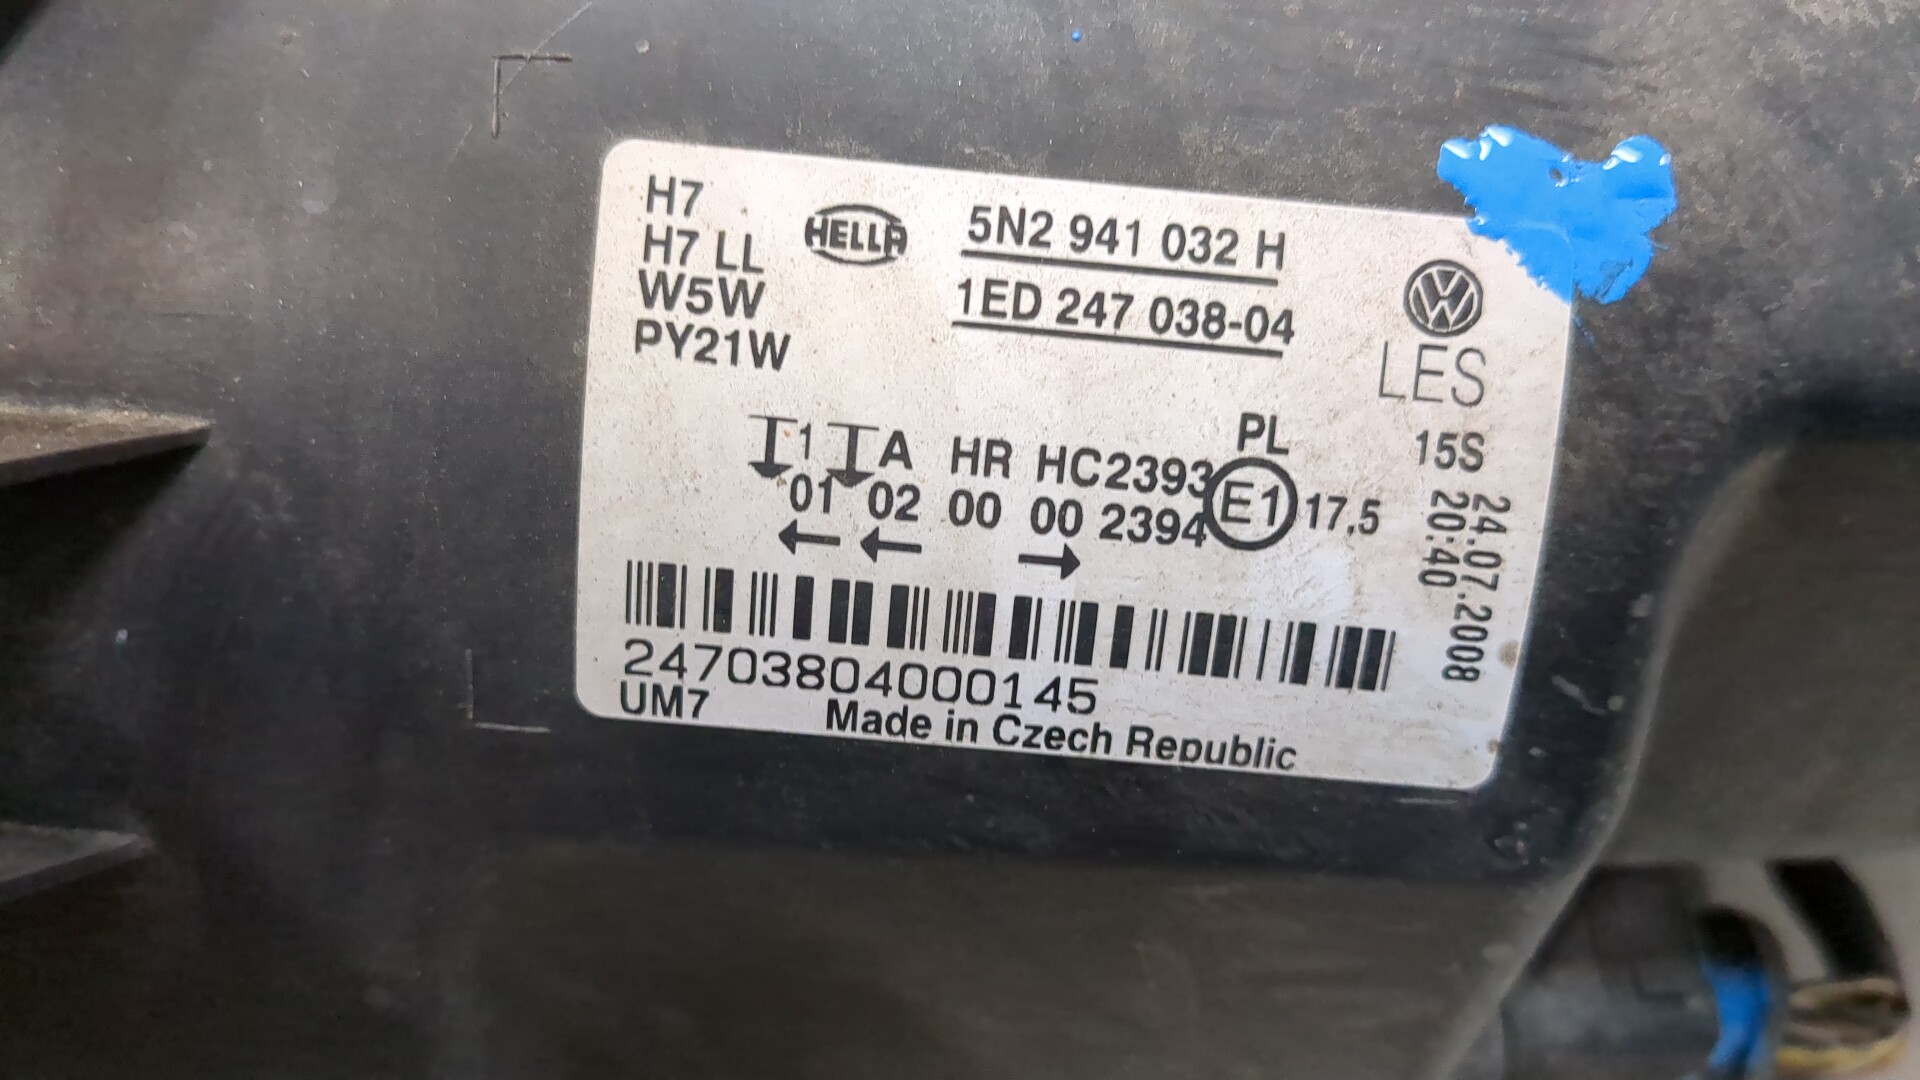 H7
H7 LL
W5W
PY21W
HELLA
5N2 941 032 H
1ED 247 038-04
LES
1 A HR HC2393 PL
01 02 00 00 2394 E1 17,5
15S
24.07.2008
20:40
24703804000145
UM7 Made in Czech Republic